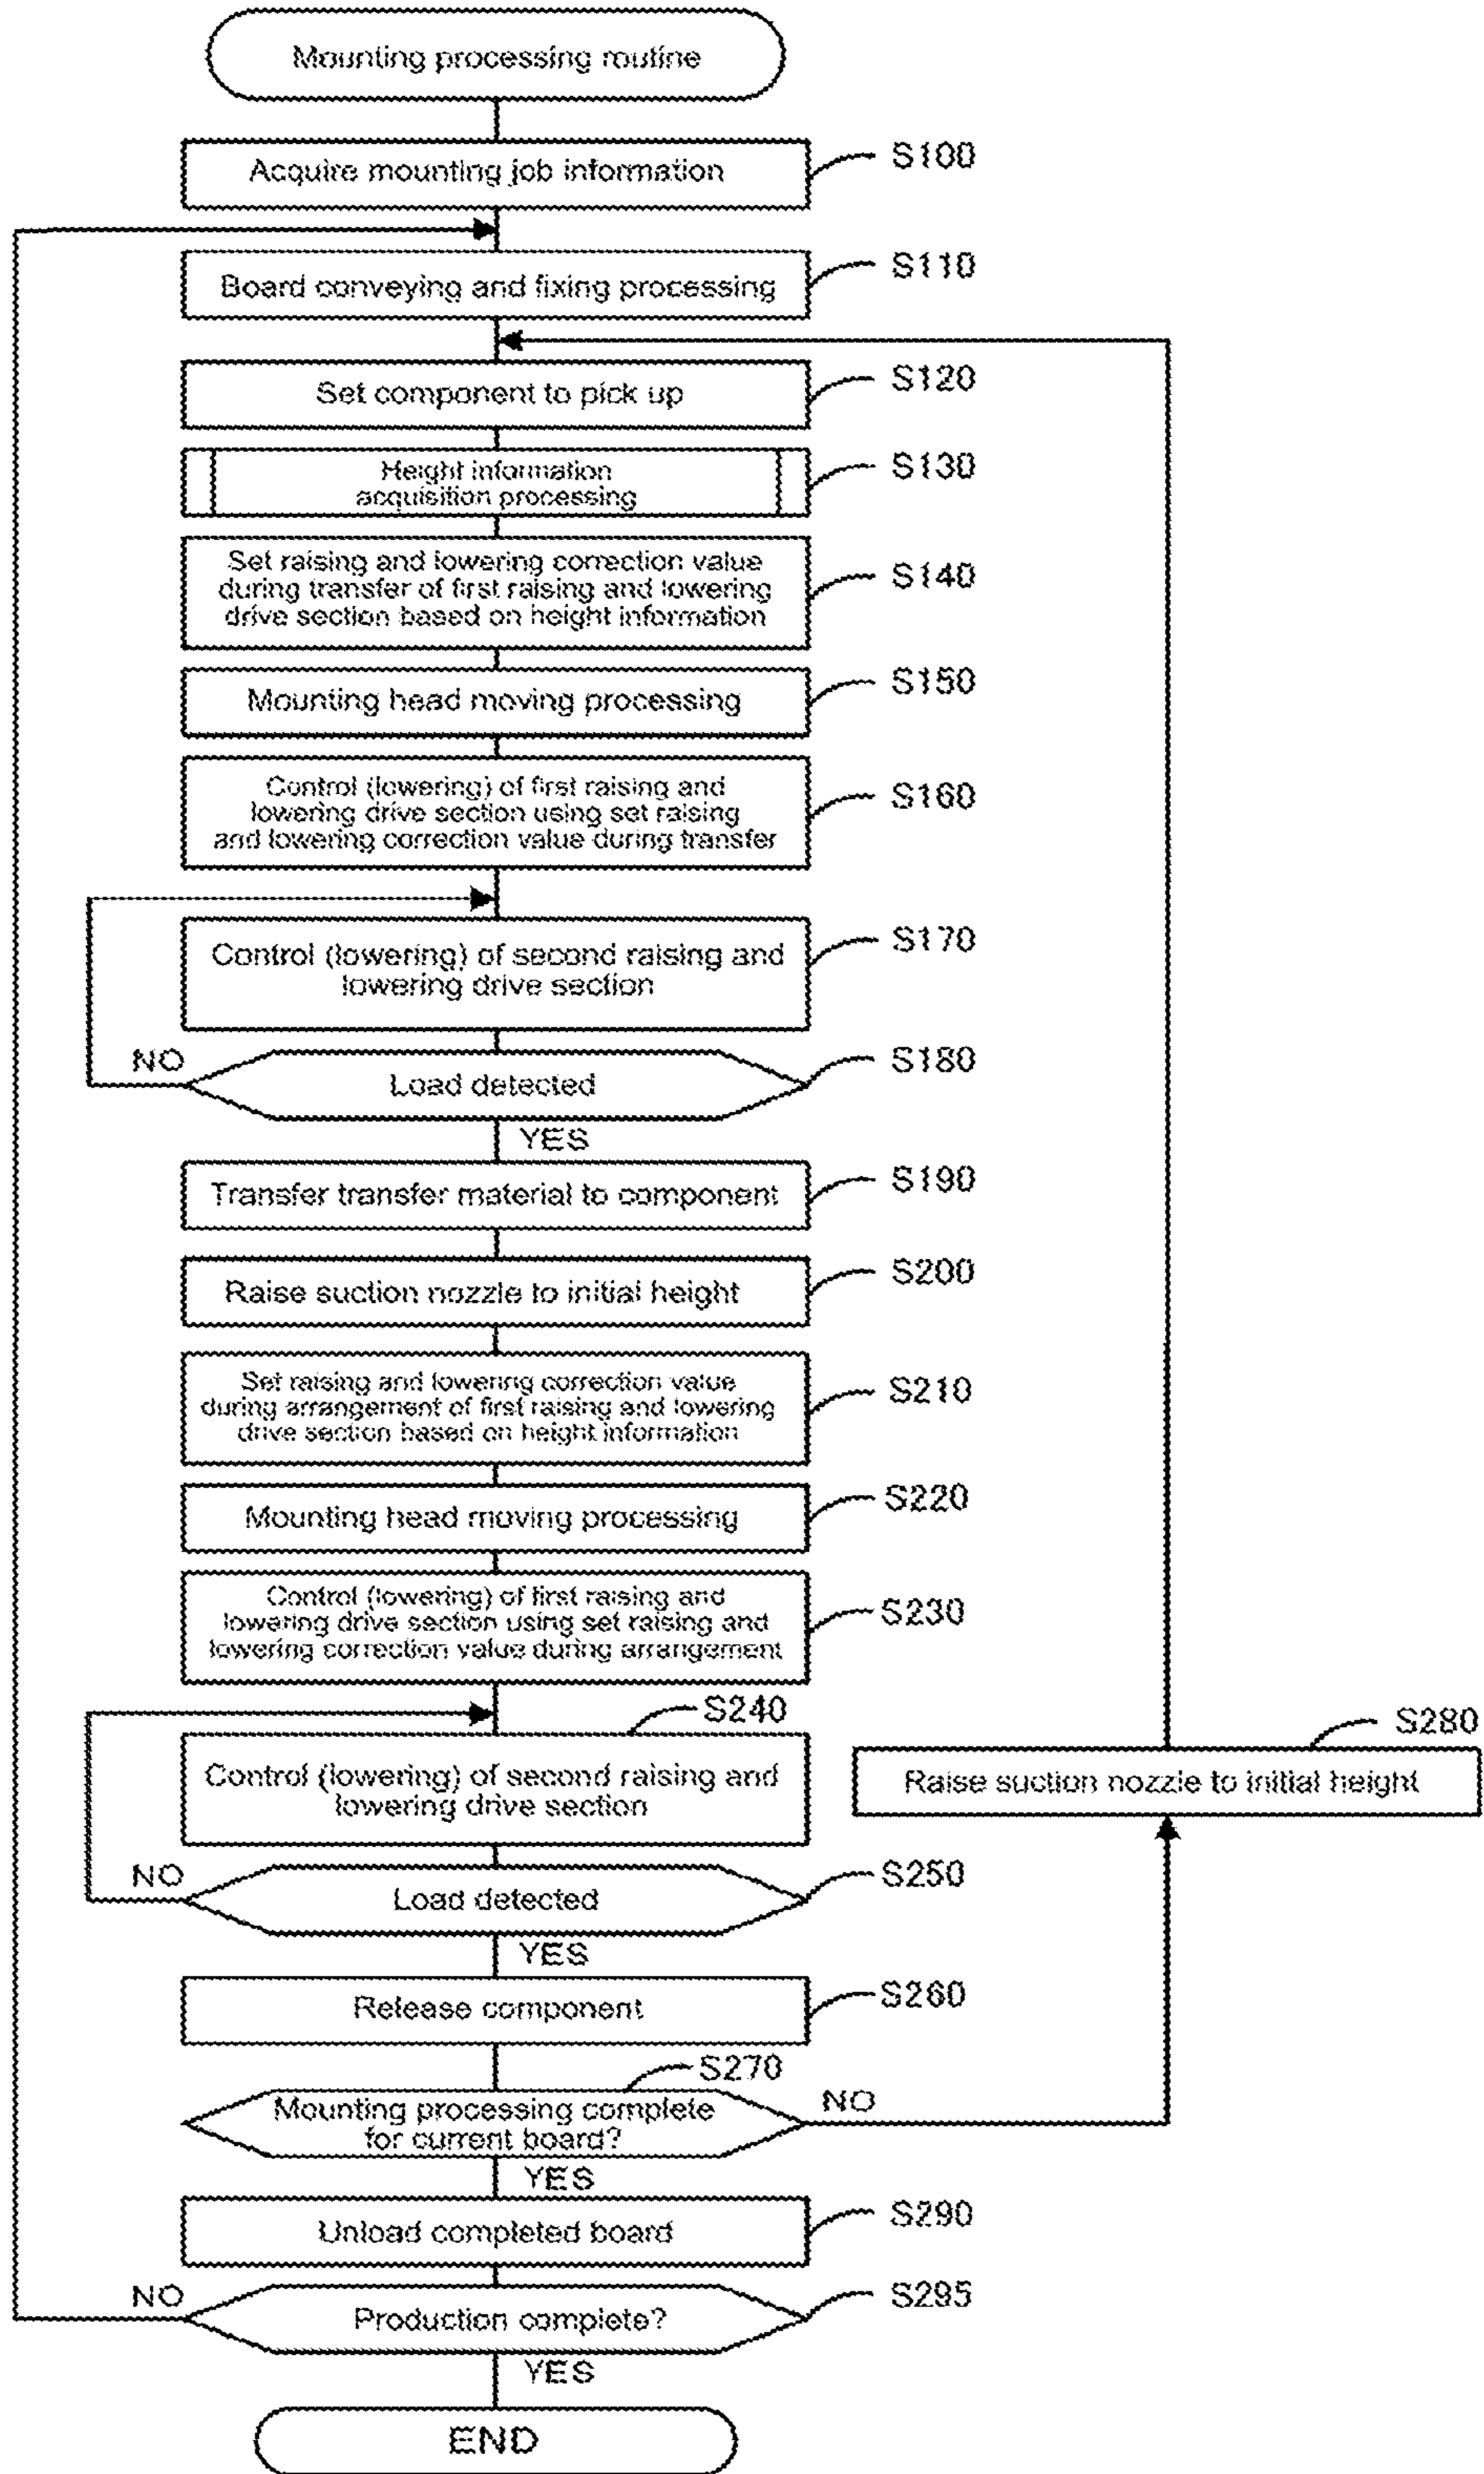 Mounting processing routine
Acquire mounting job information
S100
Board conveying and fixing processing
S110
Set component to pick up
S120
Height information
acquisition processing
S130
Set raising and lowering correction value
during transfer of first raising and lowering
drive section based on height information
S140
Mounting head moving processing
S150
Control (lowering) of first raising and
lowering drive section using set raising
and lowering correction value during transfer
S160
Control (lowering) of second raising and
lowering drive section
S170
NO
Load detected
S180
YES
Transfer transfer material to component
S190
Raise suction nozzle to initial height
S200
Set raising and lowering correction value
during arrangement of first raising and lowering
drive section based on height information
S210
Mounting head moving processing
S220
Control (lowering) of first raising and
lowering drive section using set raising and
lowering correction value during arrangement
S230
S240
Control (lowering) of second raising and
lowering drive section
S280
Raise suction nozzle to initial height
NO
Load detected
S250
YES
Release component
S260
S270
Mounting processing complete
for current board?
NO
YES
Unload completed board
S290
NO
Production complete?
S295
YES
END